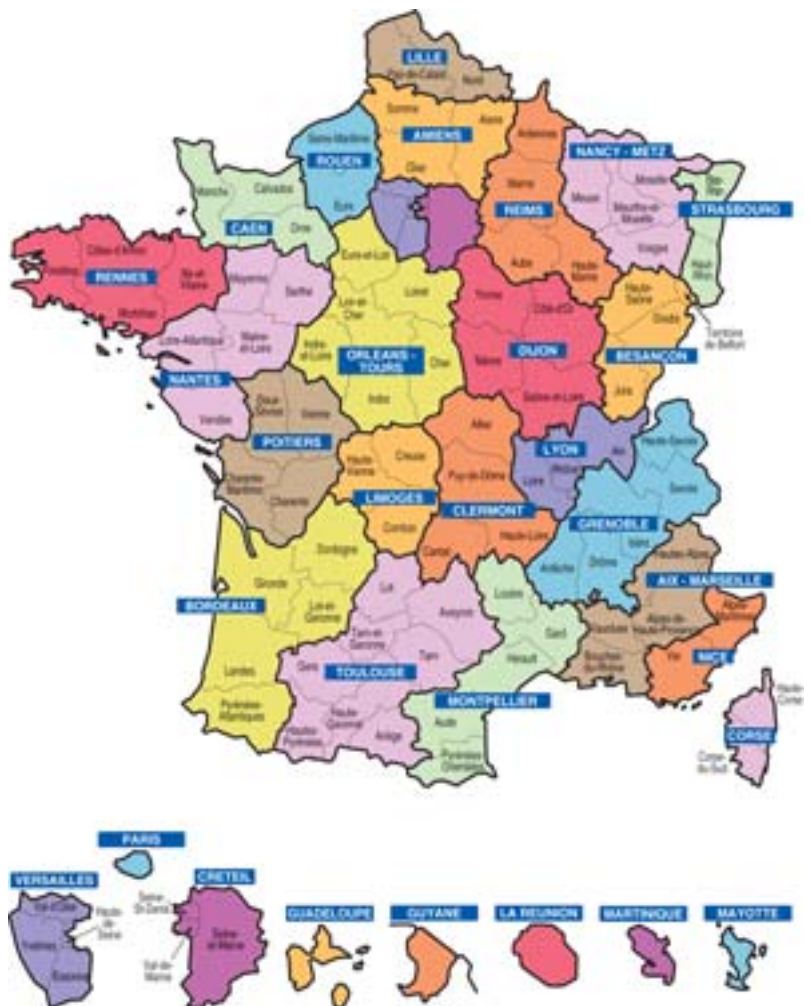 LILLE
Pas-de-Calais
Nord
Somme
Aisne
AMIENS
Oise
Seine-Maritime
ROUEN
Eure
Ardennes
Marne
REIMS
Aube
Haute-
Marne
NANCY - METZ
Moselle
Meuse
Meurthe-et-
Moselle
Vosges
Bas-
Rhin
STRASBOURG
Haut-
Rhin
Manche
Calvados
CAEN
Orne
Côtes-d'Armor
Finistère
RENNES
Ille-et-
Vilaine
Morbihan
Mayenne
Sarthe
Loire-Atlantique
Maine-
et-Loire
NANTES
Vendée
Eure-et-Loir
Loiret
Loir-et-
Cher
Indre-
et-Loire
ORLEANS -
TOURS
Cher
Indre
Yonne
Côte-d'Or
DIJON
Nièvre
Saône-et-Loire
Haute-
Saône
Doubs
Territoire
de Belfort
BESANÇON
Jura
Deux-
Sèvres
Vienne
POITIERS
Charente-
Maritime
Charente
Haute-
Vienne
Creuse
LIMOGES
Corrèze
Allier
Puy-de-Dôme
CLERMONT
Cantal
Haute-Loire
LYON
Ain
Loire
Rhône
Haute-Savoie
Savoie
GRENOBLE
Isère
Ardèche
Drôme
Hautes-Alpes
AIX - MARSEILLE
Vaucluse
Alpes-de-
Haute-Provence
Bouches-
du-Rhône
Alpes-
Maritimes
Var
NICE
Dordogne
Gironde
BORDEAUX
Lot-et-
Garonne
Landes
Pyrénées-
Atlantiques
Lot
Aveyron
Tarn-et-
Garonne
Tarn
Gers
TOULOUSE
Haute-
Garonne
Hautes-
Pyrénées
Ariège
Lozère
Gard
Hérault
MONTPELLIER
Aude
Pyrénées-
Orientales
Haute-
Corse
CORSE
Corse-
du-Sud
PARIS
VERSAILLES
Val-d'Oise
Hauts-
de-Seine
Yvelines
Essonne
CRETEIL
Seine-
St-Denis
Seine-
et-Marne
Val-de-
Marne
GUADELOUPE
GUYANE
LA REUNION
MARTINIQUE
MAYOTTE